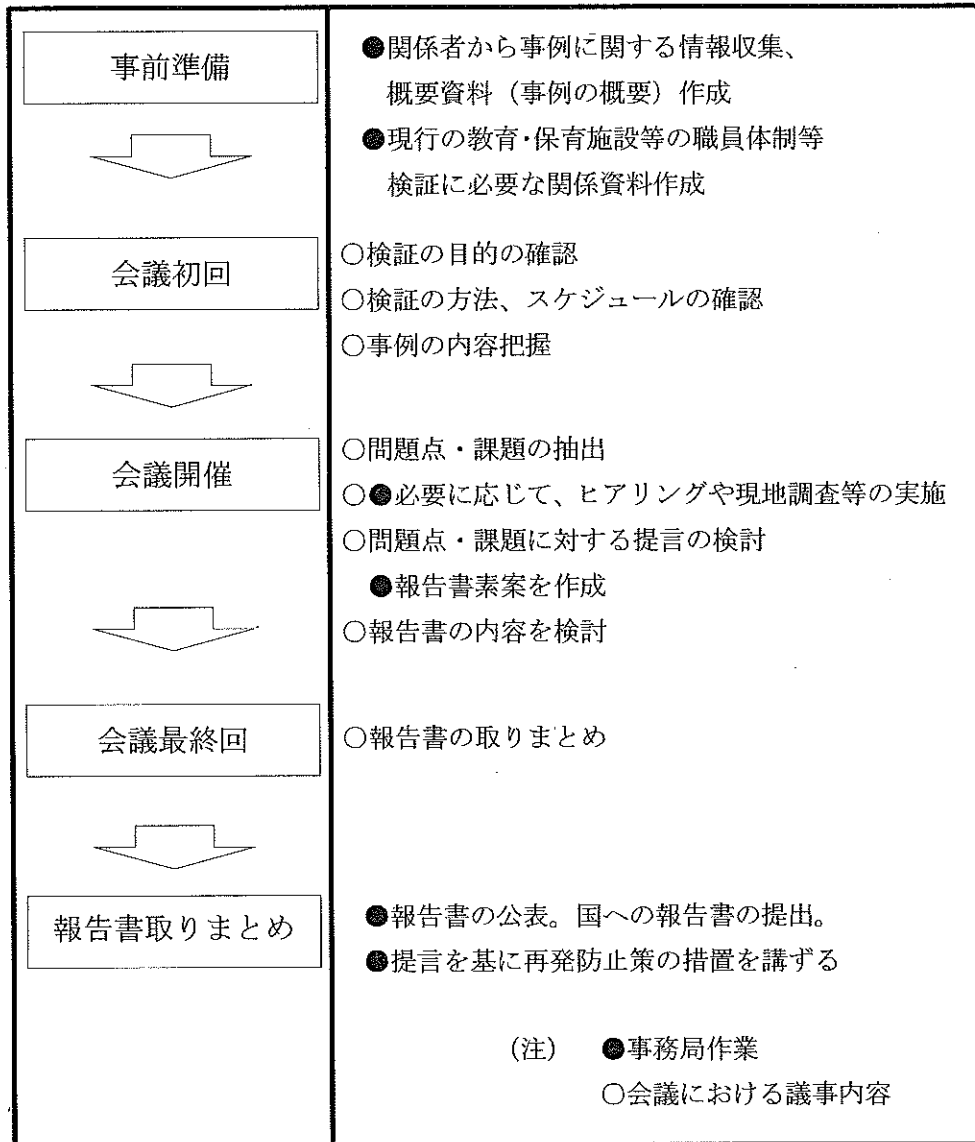 事前準備
●関係者から事例に関する情報収集、
概要資料（事例の概要）作成
●現行の教育・保育施設等の職員体制等
検証に必要な関係資料作成
会議初回
○検証の目的の確認
○検証の方法、スケジュールの確認
○事例の内容把握
会議開催
○問題点・課題の抽出
○●必要に応じて、ヒアリングや現地調査等の実施
○問題点・課題に対する提言の検討
●報告書素案を作成
○報告書の内容を検討
会議最終回
○報告書の取りまとめ
報告書取りまとめ
●報告書の公表。国への報告書の提出。
●提言を基に再発防止策の措置を講ずる
（注）　●事務局作業
○会議における議事内容